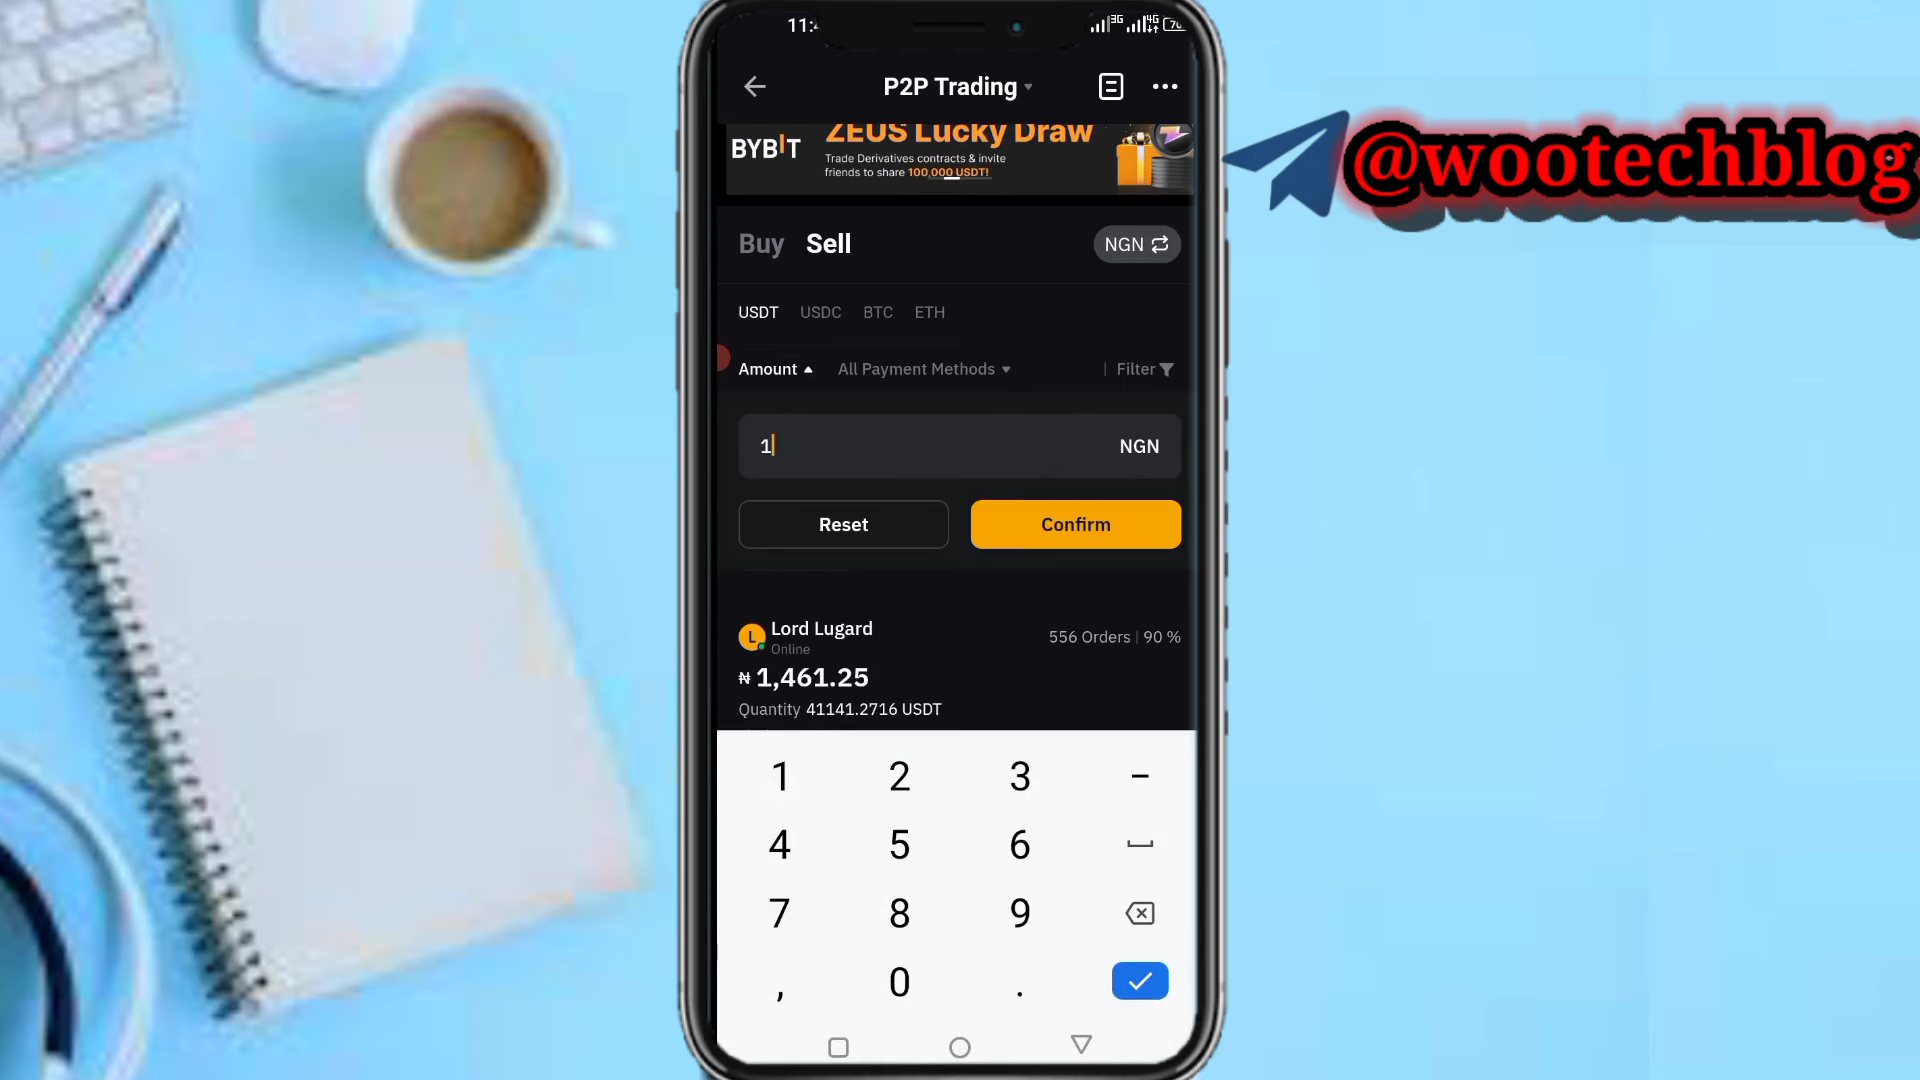 11:
3G 4G 70
P2P Trading
BYBIT
ZEUS Lucky Draw
Trade Derivatives contracts & invite
friends to share 100,000 USDT!
@wootechblog
Buy Sell NGN
USDT USDC BTC ETH
Amount All Payment Methods | Filter
1 NGN
Reset Confirm
L Lord Lugard 556 Orders | 90 %
Online
₦ 1,461.25
Quantity 41141.2716 USDT
1 2 3 −
4 5 6
7 8 9
, 0 .